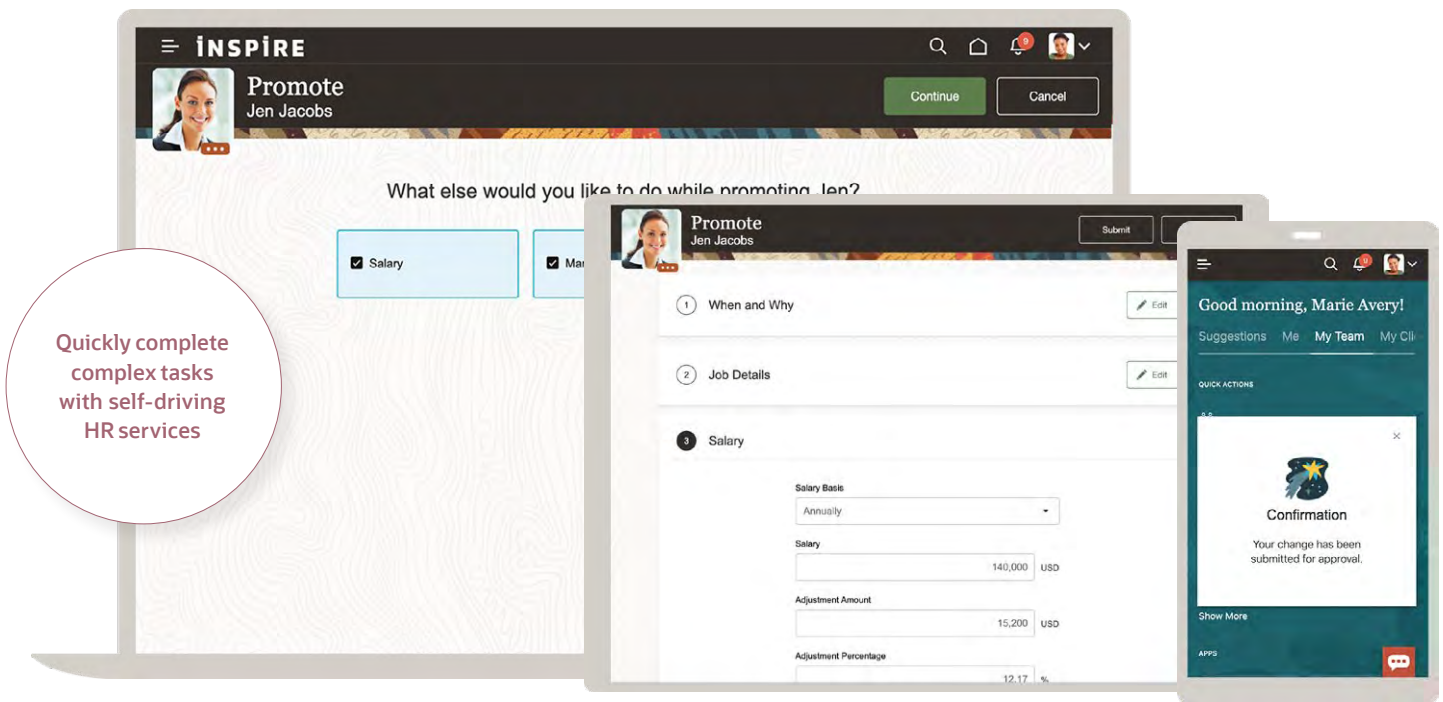 iNSPiRE
9
Promote
Jen Jacobs
Continue
Cancel
What else would you like to do while promoting Jen?
Salary
Quickly complete
complex tasks
with self-driving
HR services
Promote
Jen Jacobs
Submit
1 When and Why
Edit
2 Job Details
Edit
3 Salary
Salary Basis
Annually
Salary
140,000 USD
Adjustment Amount
15,200 USD
Adjustment Percentage
12.17 %
Good morning, Marie Avery!
Suggestions Me My Team
QUICK ACTIONS
Confirmation
Your change has been
submitted for approval.
Show More
APPS